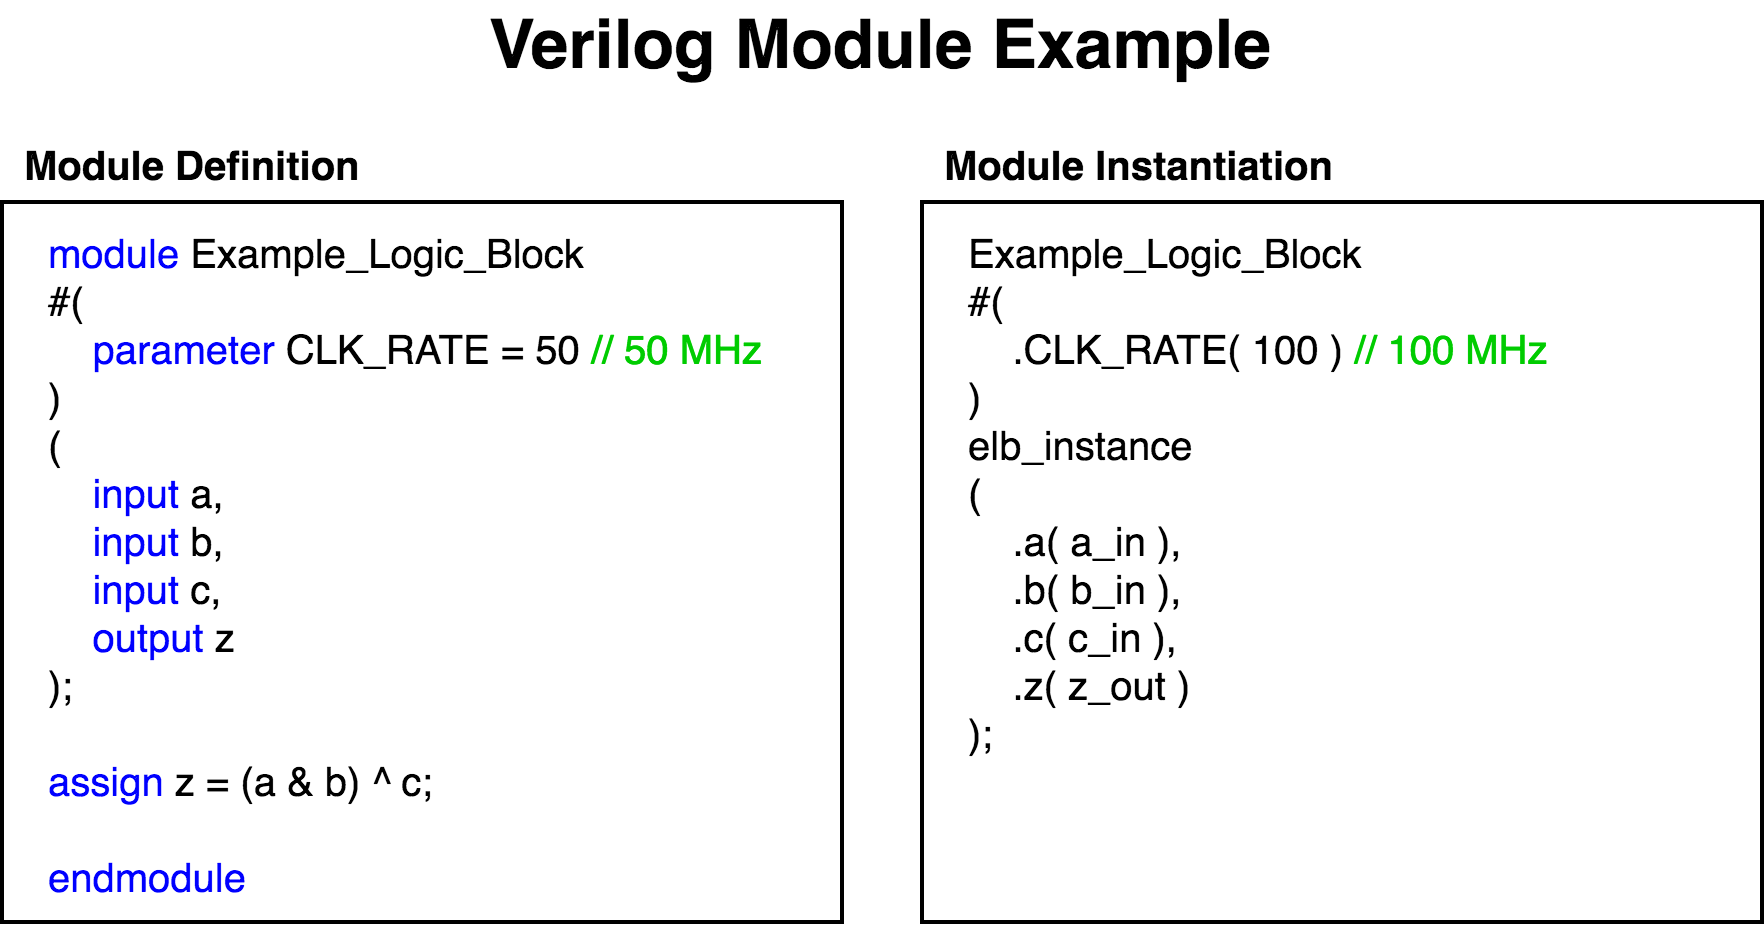 Verilog Module Example
Module Definition
module Example_Logic_Block
#(
parameter CLK_RATE = 50 // 50 MHz
)
(
input a,
input b,
input c,
output z
);
assign z = (a & b) ^ c;
endmodule
Module Instantiation
Example_Logic_Block
#(
.CLK_RATE( 100 ) // 100 MHz
)
elb_instance
(
.a( a_in ),
.b( b_in ),
.c( c_in ),
.z( z_out )
);